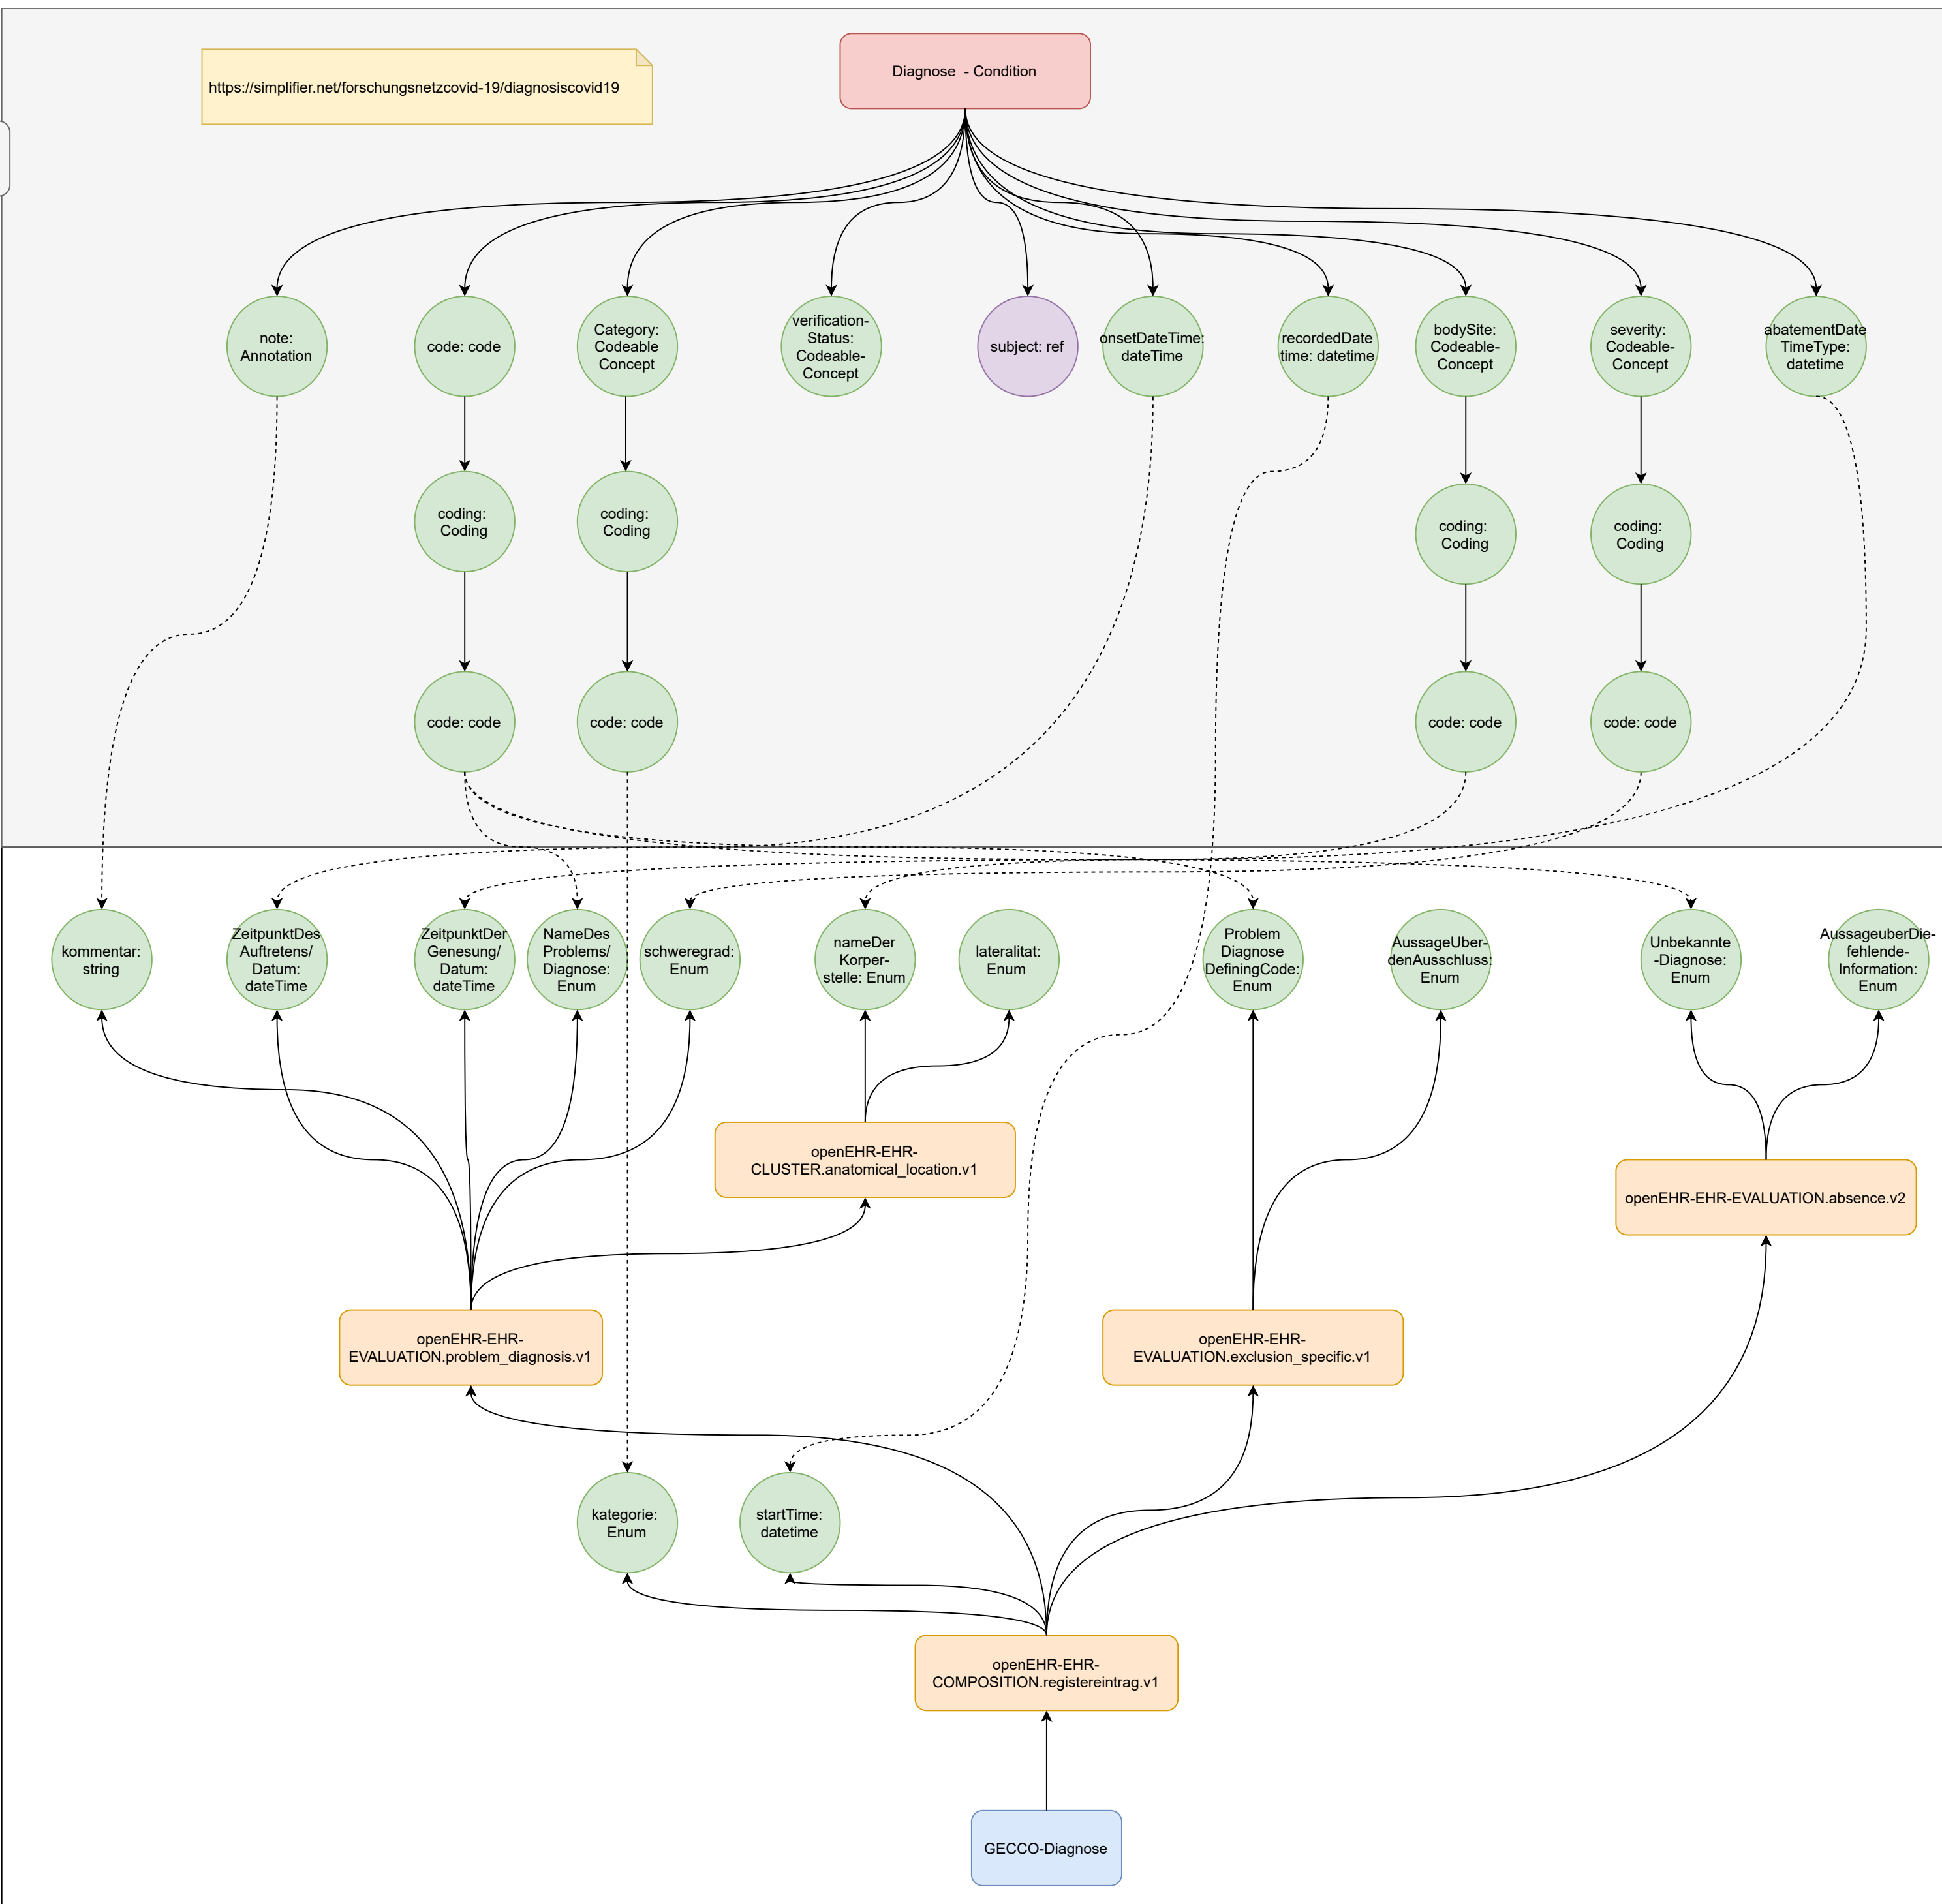 Diagnose  - Condition
https://simplifier.net/forschungsnetzcovid-19/diagnosiscovid19
note:
Annotation
code: code
Category:
Codeable
Concept
verification-
Status:
Codeable-
Concept
subject: ref
onsetDateTime:
dateTime
recordedDate
time: datetime
bodySite:
Codeable-
Concept
severity:
Codeable-
Concept
abatementDate
TimeType:
datetime
coding:
Coding
coding:
Coding
coding:
Coding
coding:
Coding
code: code
code: code
code: code
code: code
kommentar:
string
ZeitpunktDes
Auftretens/
Datum:
dateTime
ZeitpunktDer
Genesung/
Datum:
dateTime
NameDes
Problems/
Diagnose:
Enum
schweregrad:
Enum
nameDer
Korper-
stelle: Enum
lateralitat:
Enum
Problem
Diagnose
DefiningCode:
Enum
AussageUber-
denAusschluss:
Enum
Unbekannte
-Diagnose:
Enum
AussageuberDie-
fehlende-
Information:
Enum
openEHR-EHR-
CLUSTER.anatomical_location.v1
openEHR-EHR-EVALUATION.absence.v2
openEHR-EHR-
EVALUATION.problem_diagnosis.v1
openEHR-EHR-
EVALUATION.exclusion_specific.v1
kategorie:
Enum
startTime:
datetime
openEHR-EHR-
COMPOSITION.registereintrag.v1
GECCO-Diagnose